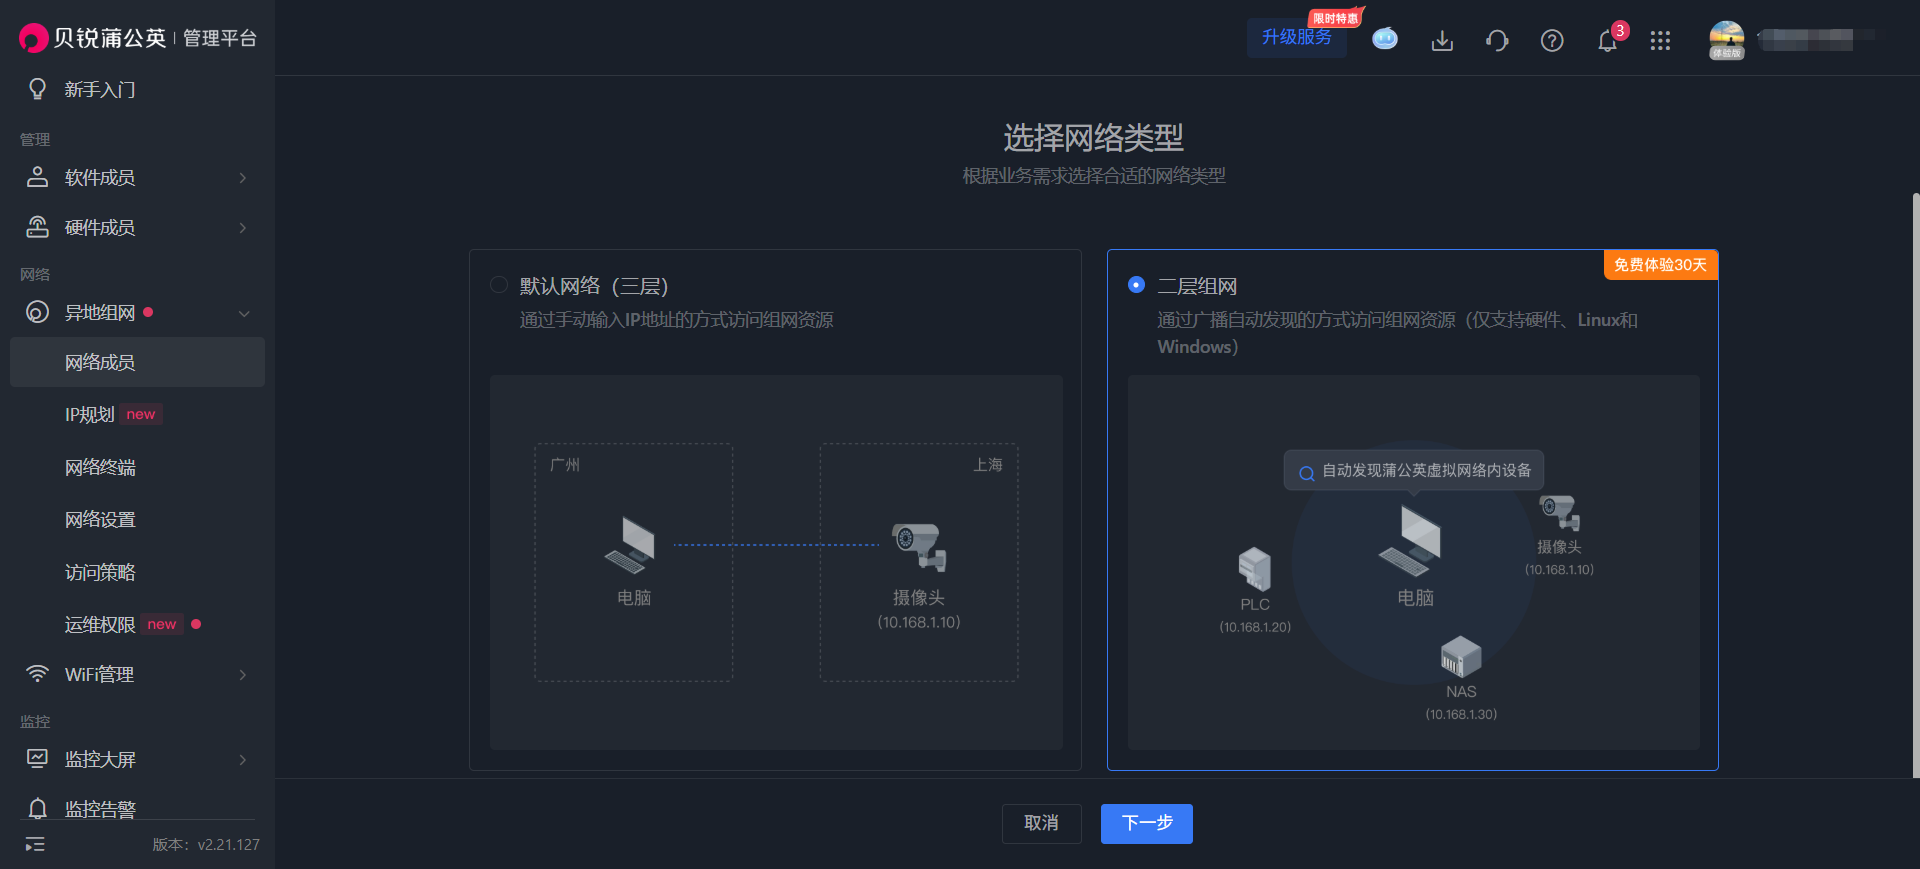 贝锐蒲公英 | 管理平台
限时特惠
升级服务
3
体验版
新手入门
管理
软件成员
硬件成员
网络
异地组网
网络成员
IP规划 new
网络终端
网络设置
访问策略
运维权限 new
WiFi管理
监控
监控大屏
监控告警
版本：v2.21.127
选择网络类型
根据业务需求选择合适的网络类型
默认网络（三层）
通过手动输入IP地址的方式访问组网资源
广州
上海
电脑
摄像头
(10.168.1.10)
免费体验30天
二层组网
通过广播自动发现的方式访问组网资源（仅支持硬件、Linux和
Windows）
自动发现蒲公英虚拟网络内设备
摄像头
(10.168.1.10)
PLC
(10.168.1.20)
电脑
NAS
(10.168.1.30)
取消
下一步